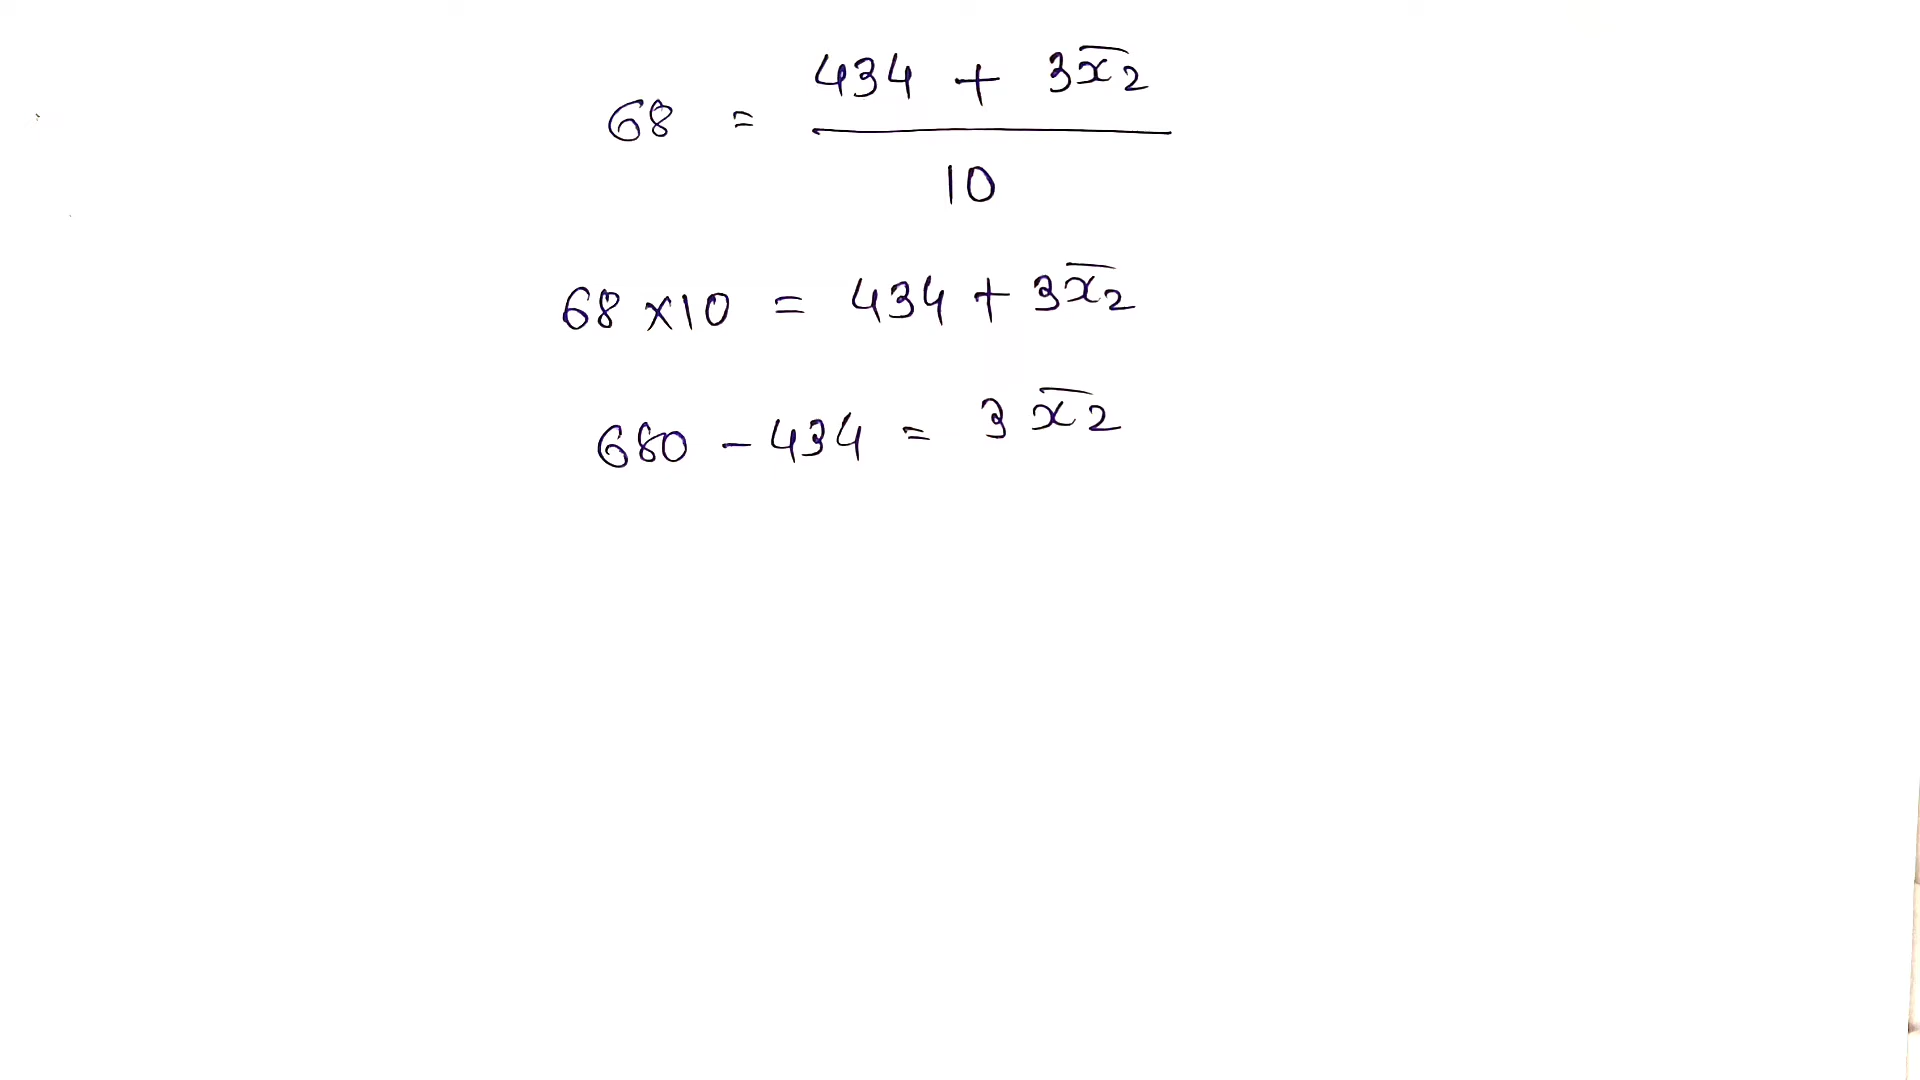 68 = (434 + 3x̄₂) / 10
68 × 10 = 434 + 3x̄₂
680 − 434 = 3x̄₂